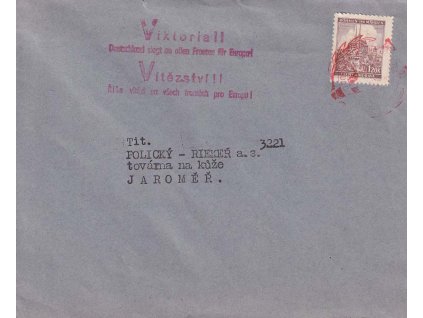 Viktoria!!
Deutschland siegt an allen Fronten für Europa!
Vítězství!!
Říše vítězí na všech frontách pro Evropu!
Tit. 3221
POLICKÝ - RIEGER a.s.
továrna na kůže
JAROMĚŘ.